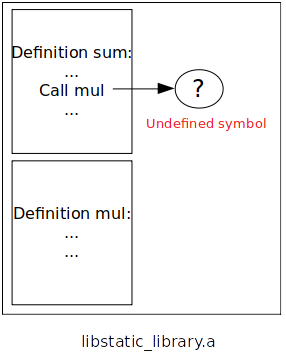 Definition sum:
...
Call mul
...
?
Undefined symbol
Definition mul:
...
...
libstatic_library.a